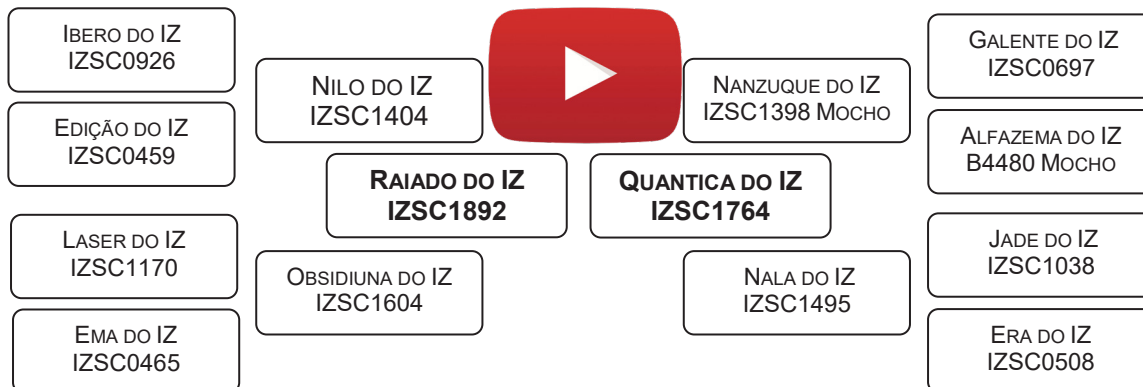 IBERO DO IZ
IZSC0926
EDIÇÃO DO IZ
IZSC0459
LASER DO IZ
IZSC1170
EMA DO IZ
IZSC0465
NILO DO IZ
IZSC1404
OBSIDIUNA DO IZ
IZSC1604
RAIADO DO IZ
IZSC1892
QUANTICA DO IZ
IZSC1764
NANZUQUE DO IZ
IZSC1398 MOCHO
NALA DO IZ
IZSC1495
GALENTE DO IZ
IZSC0697
ALFAZEMA DO IZ
B4480 MOCHO
JADE DO IZ
IZSC1038
ERA DO IZ
IZSC0508